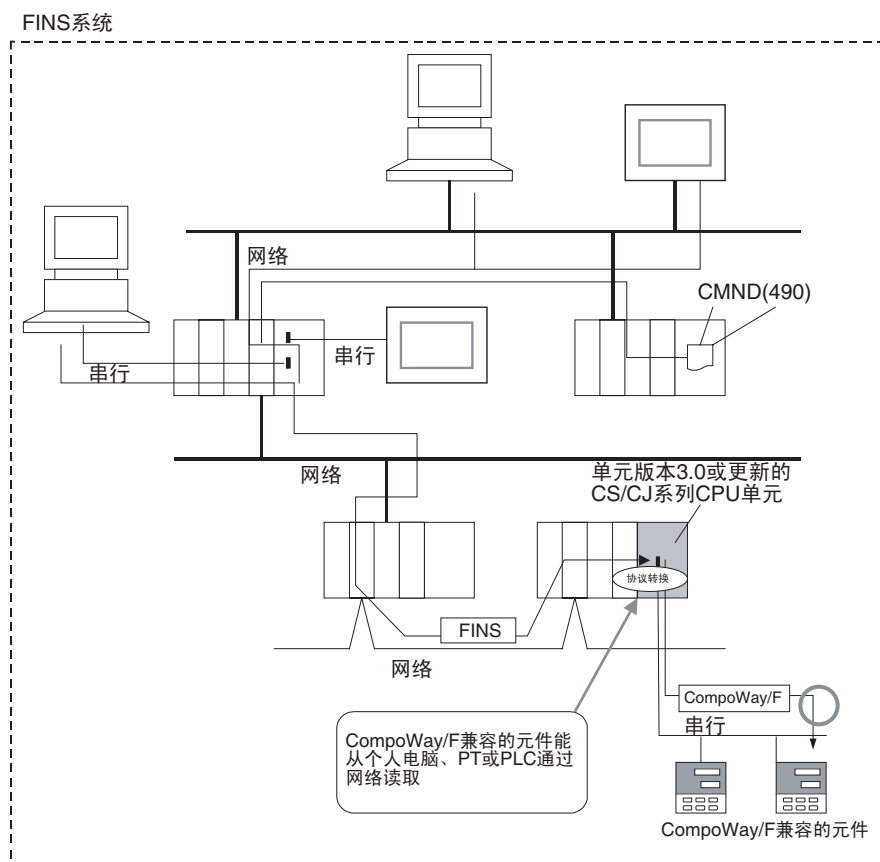 FINS系统
网络
CMND(490)
串行
串行
网络
单元版本3.0或更新的
CS/CJ系列CPU单元
协议转换
FINS
网络
CompoWay/F
串行
CompoWay/F兼容的元件能
从个人电脑、PT或PLC通过
网络读取
CompoWay/F兼容的元件